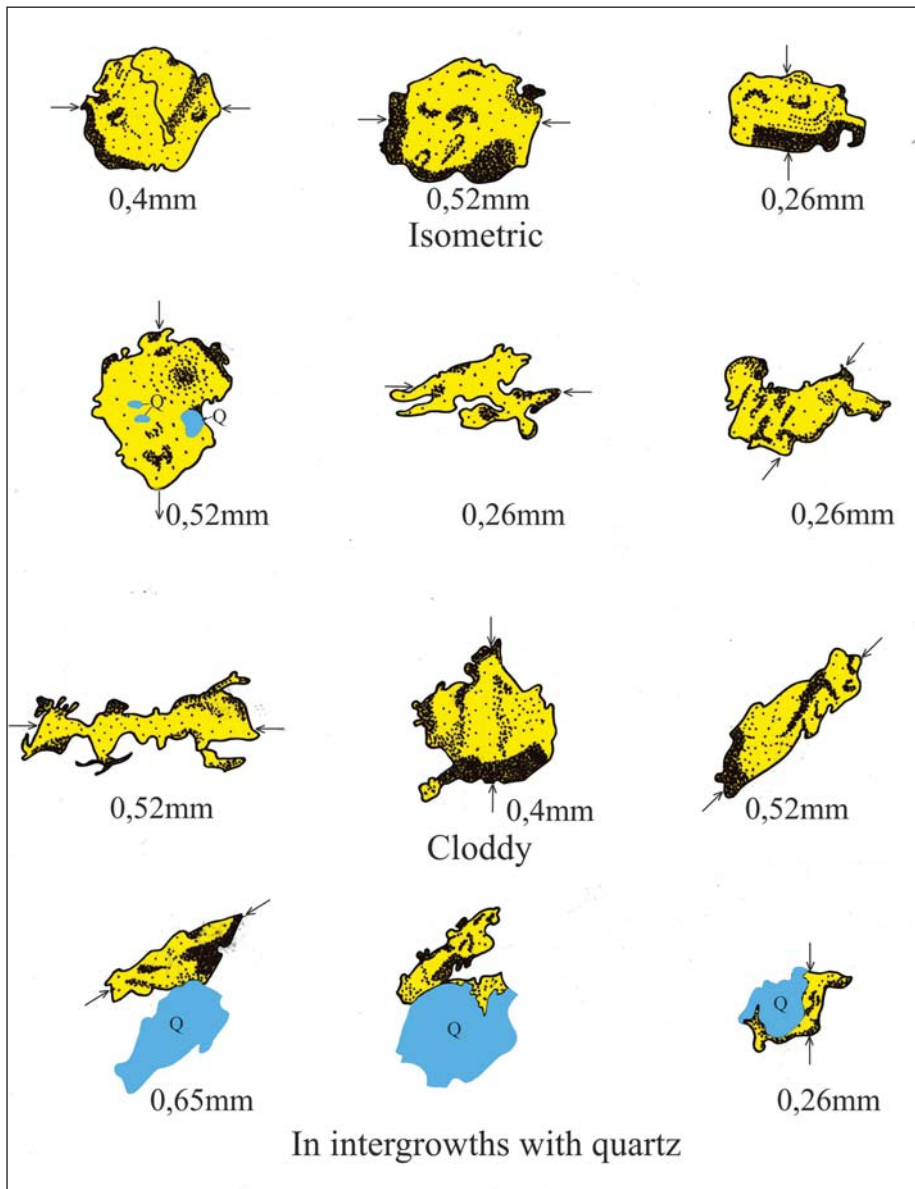 0,4mm
0,52mm
0,26mm
Isometric
Q
Q
0,52mm
0,26mm
0,26mm
0,52mm
0,4mm
0,52mm
Cloddy
Q
Q
Q
0,65mm
0,26mm
In intergrowths with quartz